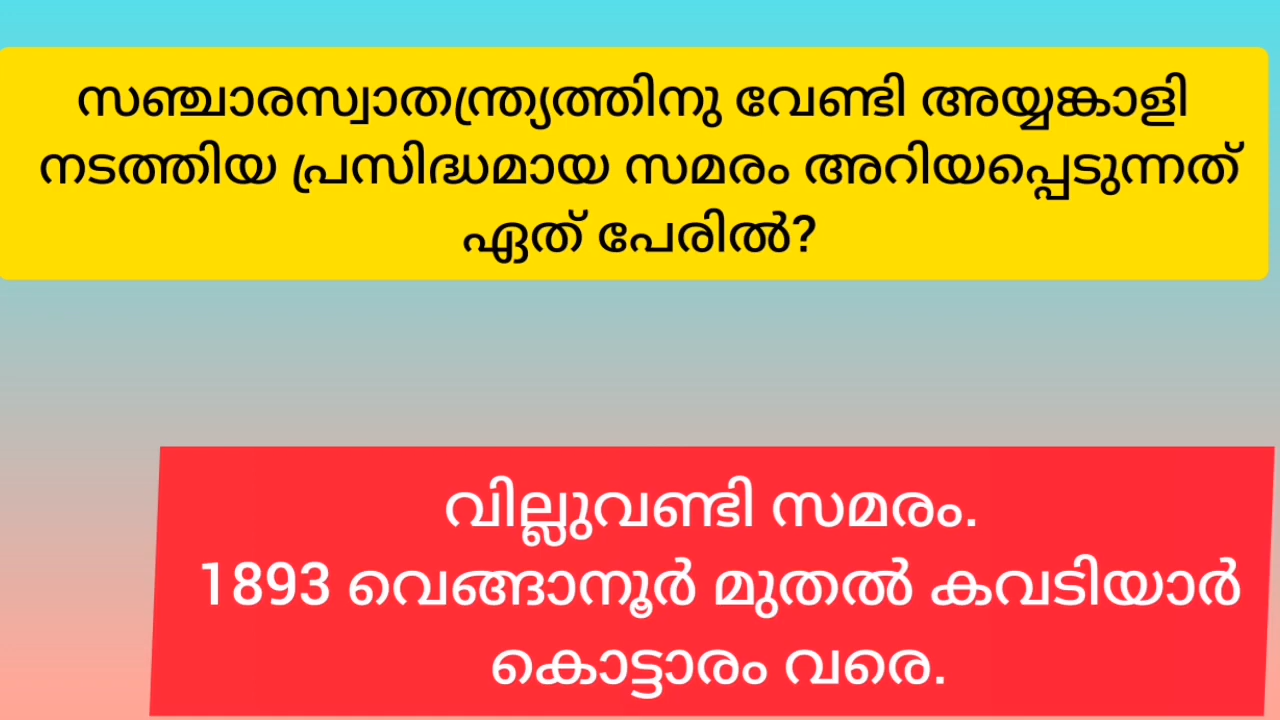 സഞ്ചാരസ്വാതന്ത്ര്യത്തിനു വേണ്ടി അയ്യങ്കാളി
നടത്തിയ പ്രസിദ്ധമായ സമരം അറിയപ്പെടുന്നത്
ഏത് പേരിൽ?
വില്ലുവണ്ടി സമരം.
1893 വെങ്ങാനൂർ മുതൽ കവടിയാർ
കൊട്ടാരം വരെ.